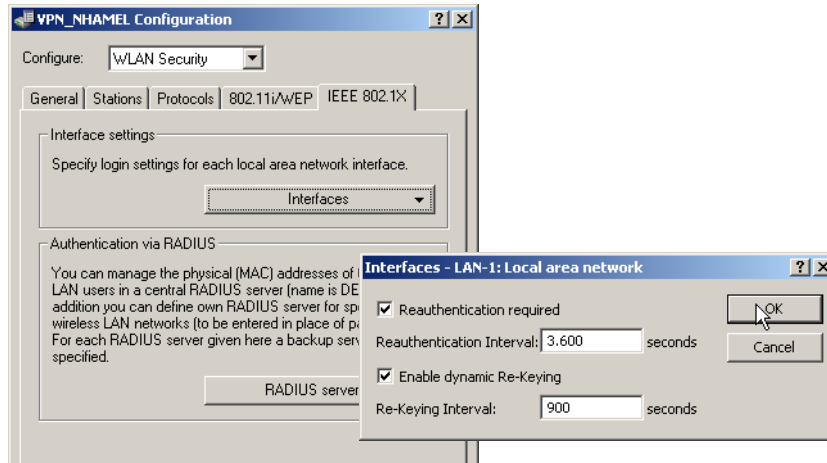 VPN_NHAMEL Configuration
Configure: WLAN Security
General Stations Protocols 802.11i/WEP IEEE 802.1X
Interface settings
Specify login settings for each local area network interface.
Interfaces
Authentication via RADIUS
You can manage the physical (MAC) addresses of
LAN users in a central RADIUS server (name is DE
addition you can define own RADIUS server for sp
wireless LAN networks (to be entered in place of pa
For each RADIUS server given here a backup serv
specified.
RADIUS server
Interfaces - LAN-1: Local area network
Reauthentication required
OK
Reauthentication Interval: 3.600 seconds
Cancel
Enable dynamic Re-Keying
Re-Keying Interval: 900 seconds